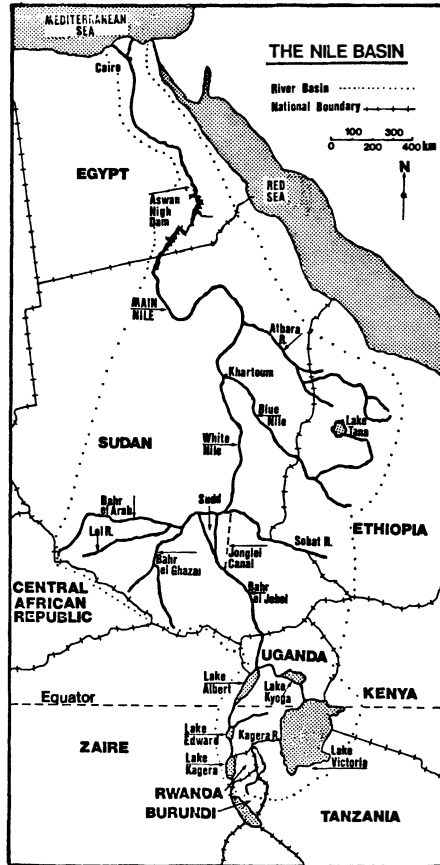 MEDITERRANEAN
SEA
Cairo
THE NILE BASIN
River Basin
National Boundary
0 100 200 300 400 km
N
EGYPT
RED
SEA
Aswan
High
Dam
MAIN
NILE
Atbara
R.
Khartoum
Blue
Nile
Lake
Tana
White
Nile
SUDAN
Bahr
el Arab
Sudd
Lol R.
Sobat R.
ETHIOPIA
Bahr
el Ghazal
Jonglei
Canal
CENTRAL
AFRICAN
REPUBLIC
Bahr
el Jebel
UGANDA
Lake
Albert
Lake
Kyoga
KENYA
Equator
Lake
Edward
Kagera R.
ZAIRE
Lake
Kagera
Lake
Victoria
RWANDA
BURUNDI
TANZANIA